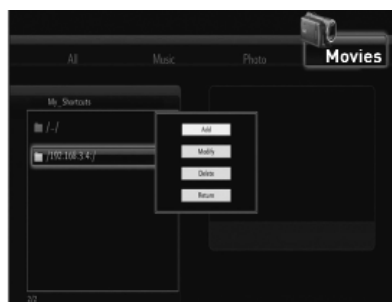 All
Music
Photo
Movies
My_Shortcuts
/../
/192.168.3.4:/
Add
Modify
Delete
Return
2/2